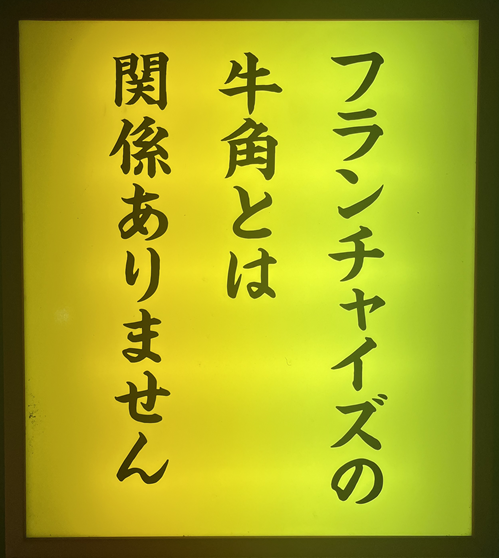 フランチャイズの
牛角とは
関係ありません